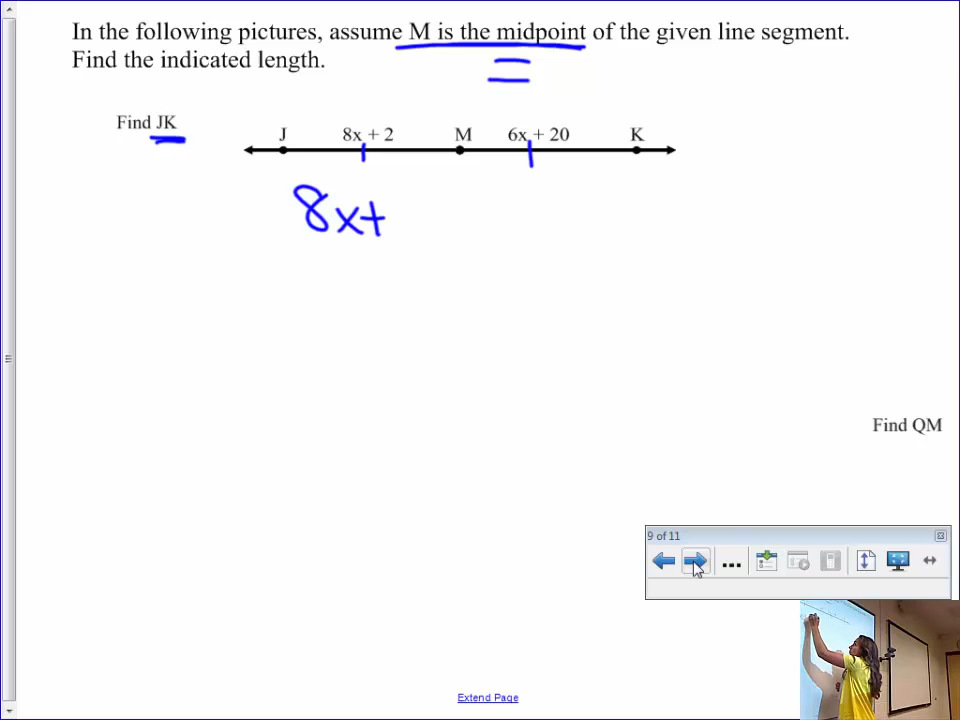 In the following pictures, assume M is the midpoint of the given line segment.
Find the indicated length.
Find JK
J 8x + 2 M 6x + 20 K
8x+
Find QM
9 of 11
Extend Page